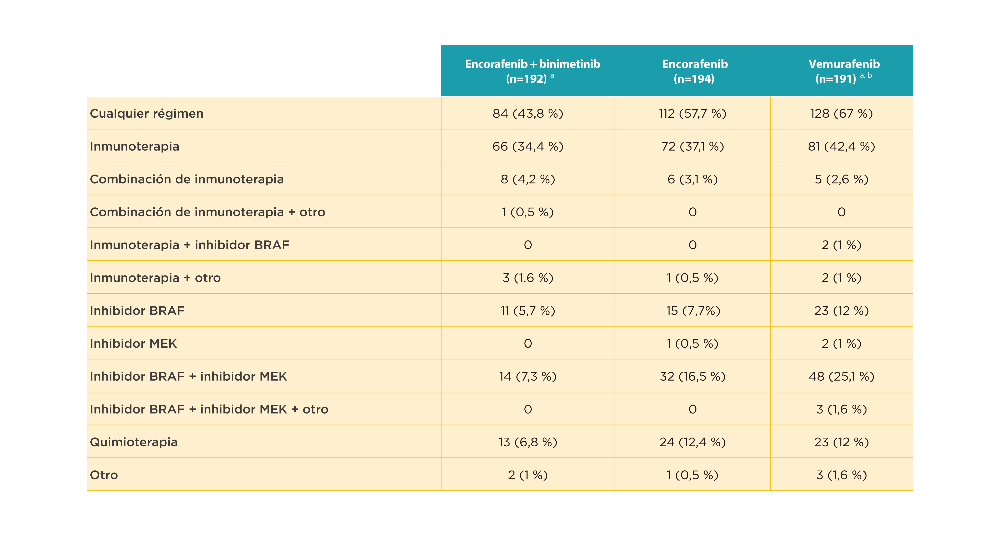 Encorafenib + binimetinib Encorafenib Vemurafenib
(n=192) a (n=194) (n=191) a, b
Cualquier régimen 84 (43,8 %) 112 (57,7 %) 128 (67 %)
Inmunoterapia 66 (34,4 %) 72 (37,1 %) 81 (42,4 %)
Combinación de inmunoterapia 8 (4,2 %) 6 (3,1 %) 5 (2,6 %)
Combinación de inmunoterapia + otro 1 (0,5 %) 0 0
Inmunoterapia + inhibidor BRAF 0 0 2 (1 %)
Inmunoterapia + otro 3 (1,6 %) 1 (0,5 %) 2 (1 %)
Inhibidor BRAF 11 (5,7 %) 15 (7,7%) 23 (12 %)
Inhibidor MEK 0 1 (0,5 %) 2 (1 %)
Inhibidor BRAF + inhibidor MEK 14 (7,3 %) 32 (16,5 %) 48 (25,1 %)
Inhibidor BRAF + inhibidor MEK + otro 0 0 3 (1,6 %)
Quimioterapia 13 (6,8 %) 24 (12,4 %) 23 (12 %)
Otro 2 (1 %) 1 (0,5 %) 3 (1,6 %)